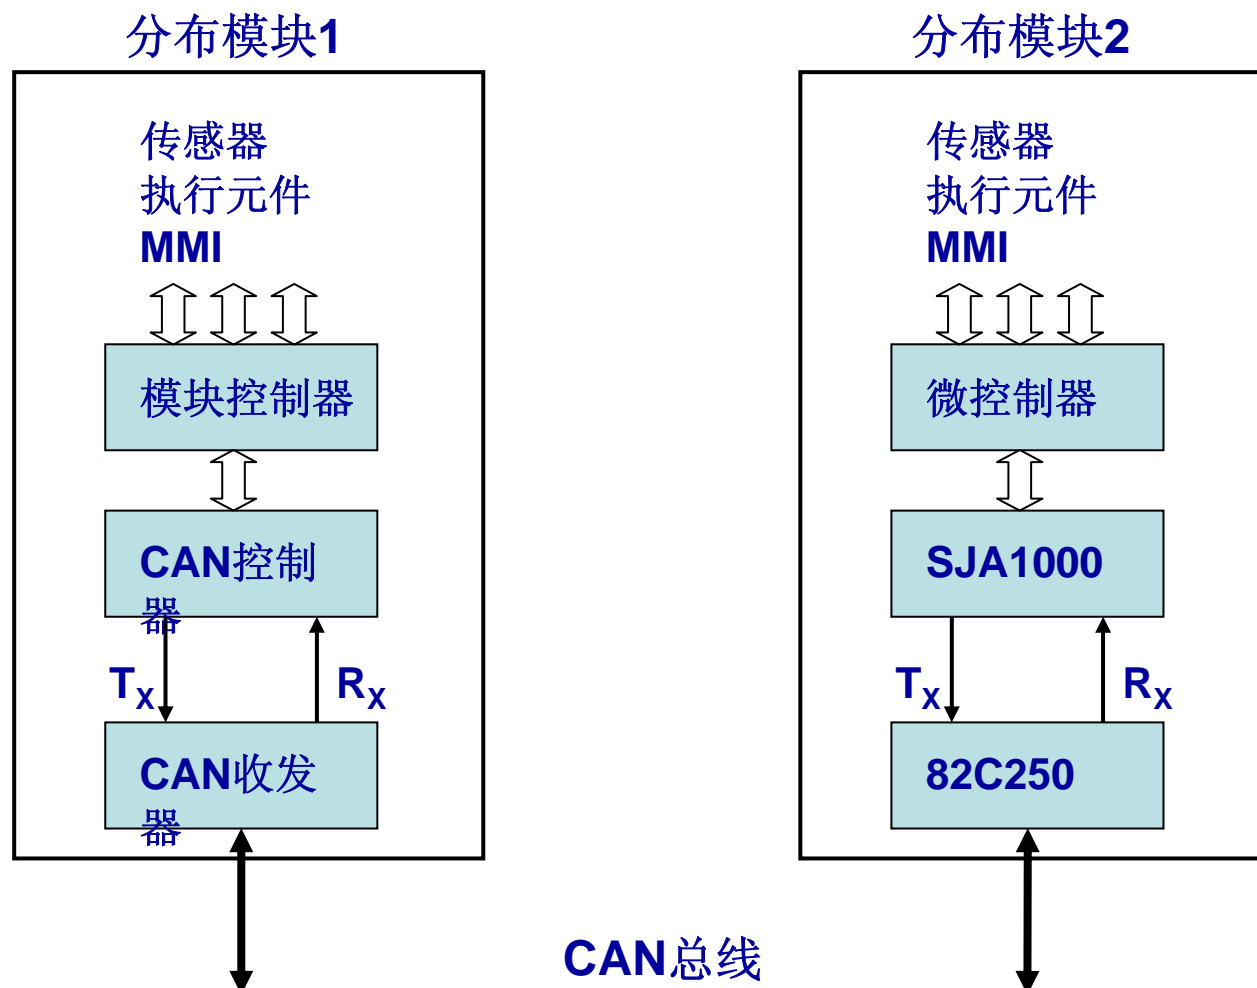 分布模块1
传感器
执行元件
MMI
模块控制器
CAN控制
器
TX
RX
CAN收发
器
分布模块2
传感器
执行元件
MMI
微控制器
SJA1000
TX
RX
82C250
CAN总线